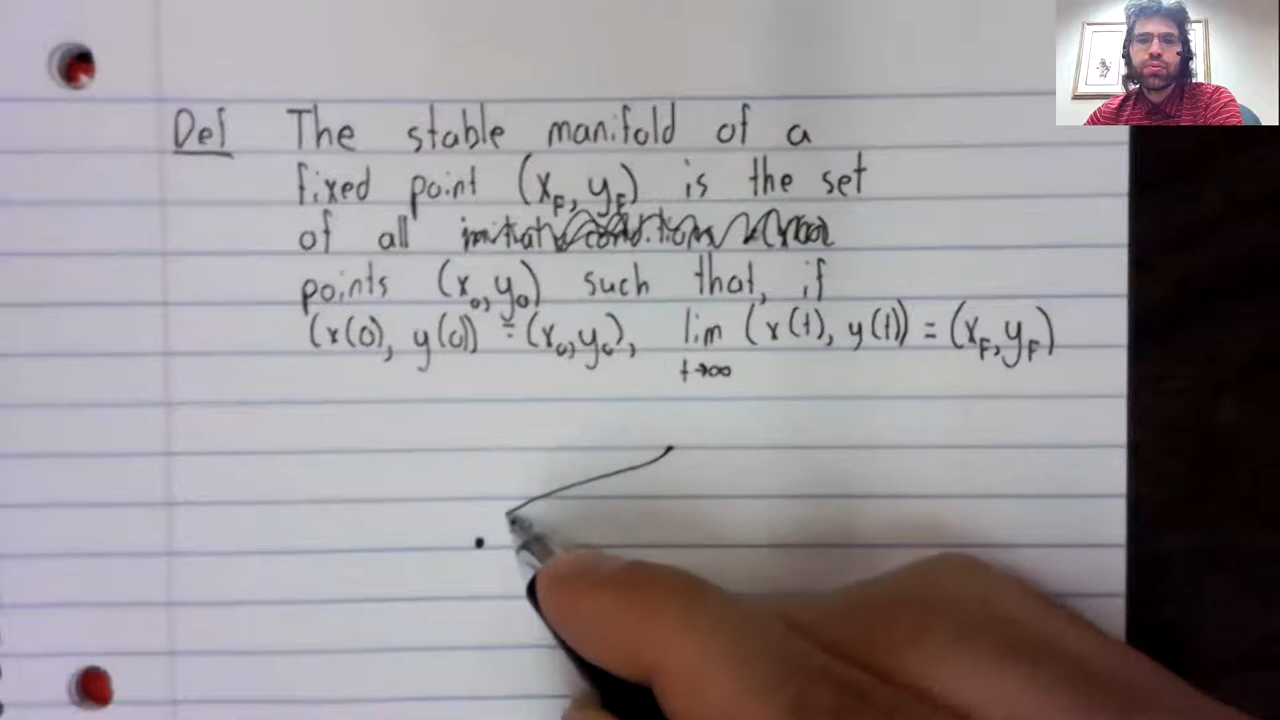 Def The stable manifold of a
fixed point (x_F, y_F) is the set
of all
points (x_0, y_0) such that, if
(x(0), y(0)) = (x_0, y_0), lim (x(t), y(t)) = (x_F, y_F)
t→∞